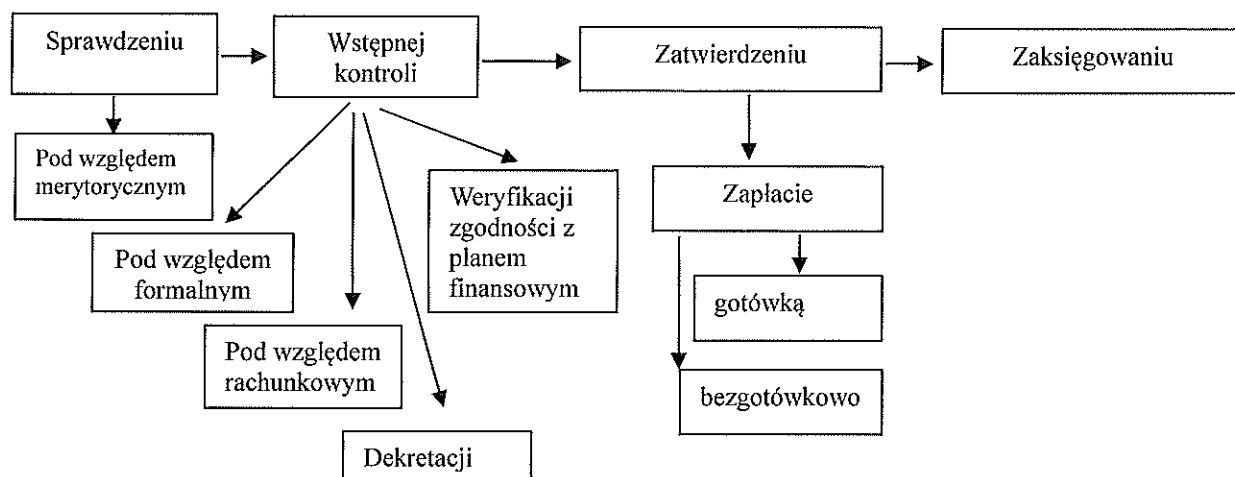 Sprawdzeniu
Wstępnej
kontroli
Zatwierdzeniu
Zaksięgowaniu
Pod względem
merytorycznym
Pod względem
formalnym
Pod względem
rachunkowym
Dekretacji
Weryfikacji
zgodności z
planem
finansowym
Zapłacie
gotówką
bezgotówkowo